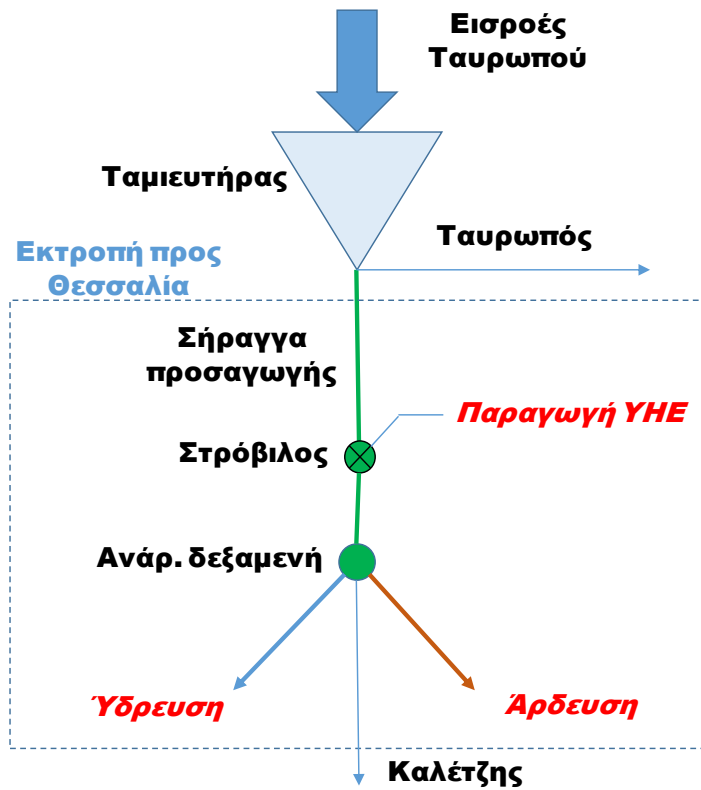 Εισροές
Ταυρωπού
Ταμιευτήρας
Ταυρωπός
Εκτροπή προς
Θεσσαλία
Σήραγγα
προσαγωγής
Παραγωγή ΥΗΕ
Στρόβιλος
Ανάρ. δεξαμενή
Ύδρευση
Άρδευση
Καλέτζης